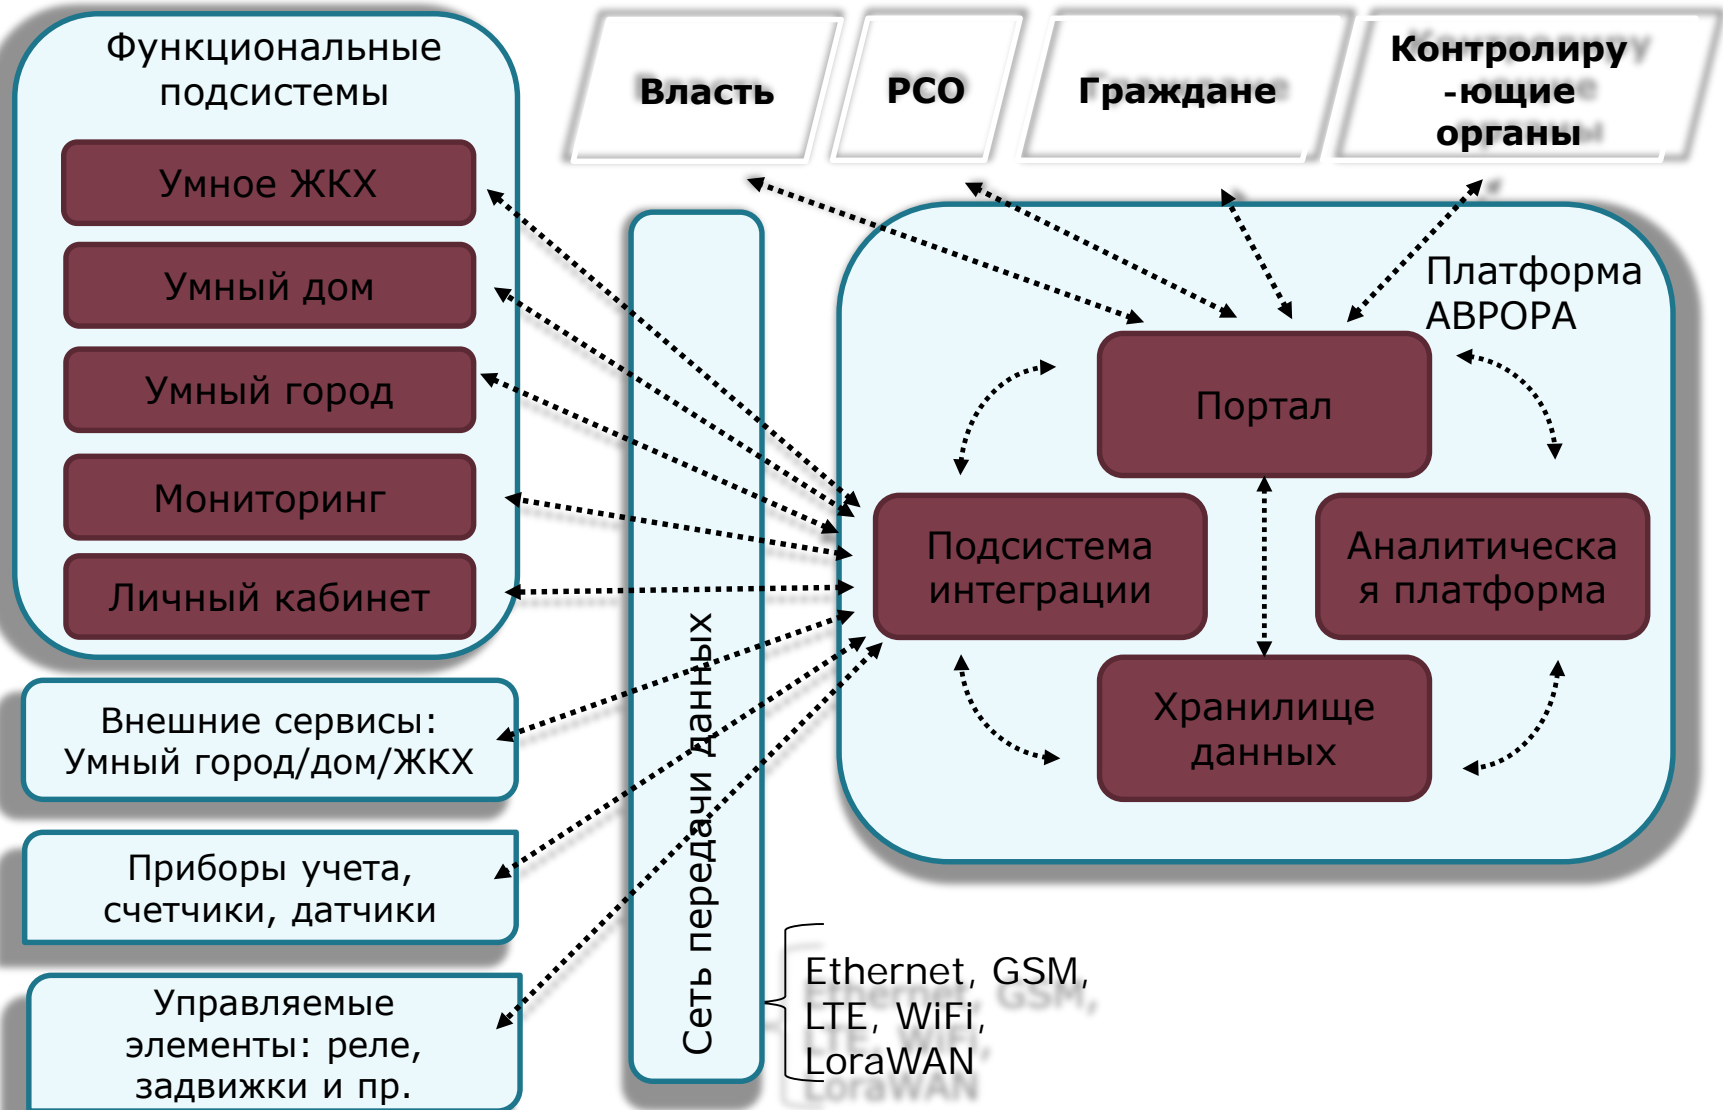 Функциональные
подсистемы
Умное ЖКХ
Умный дом
Умный город
Мониторинг
Личный кабинет
Внешние сервисы:
Умный город/дом/ЖКХ
Приборы учета,
счетчики, датчики
Управляемые
элементы: реле,
задвижки и пр.
Сеть передачи данных
Ethernet, GSM,
LTE, WiFi,
LoraWAN
Власть
РСО
Граждане
Контролиру
-ющие
органы
Платформа
АВРОРА
Портал
Подсистема
интеграции
Аналитическа
я платформа
Хранилище
данных